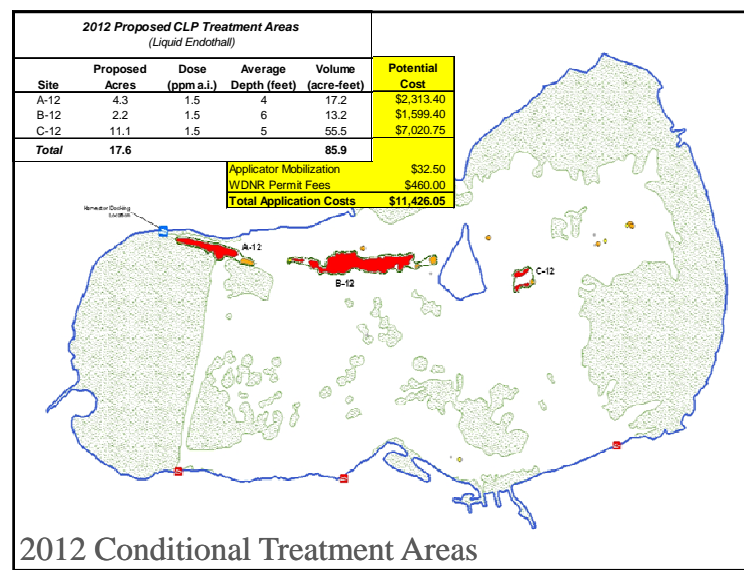 2012 Proposed CLP Treatment Areas
(Liquid Endothall)
Proposed Dose Average Volume Potential
Site Acres (ppm a.i.) Depth (feet) (acre-feet) Cost
A-12 4.3 1.5 4 17.2 $2,313.40
B-12 2.2 1.5 6 13.2 $1,599.40
C-12 11.1 1.5 5 55.5 $7,020.75
Total 17.6 85.9
Applicator Mobilization $32.50
WDNR Permit Fees $460.00
Total Application Costs $11,426.05
A-12
B-12
C-12
2012 Conditional Treatment Areas